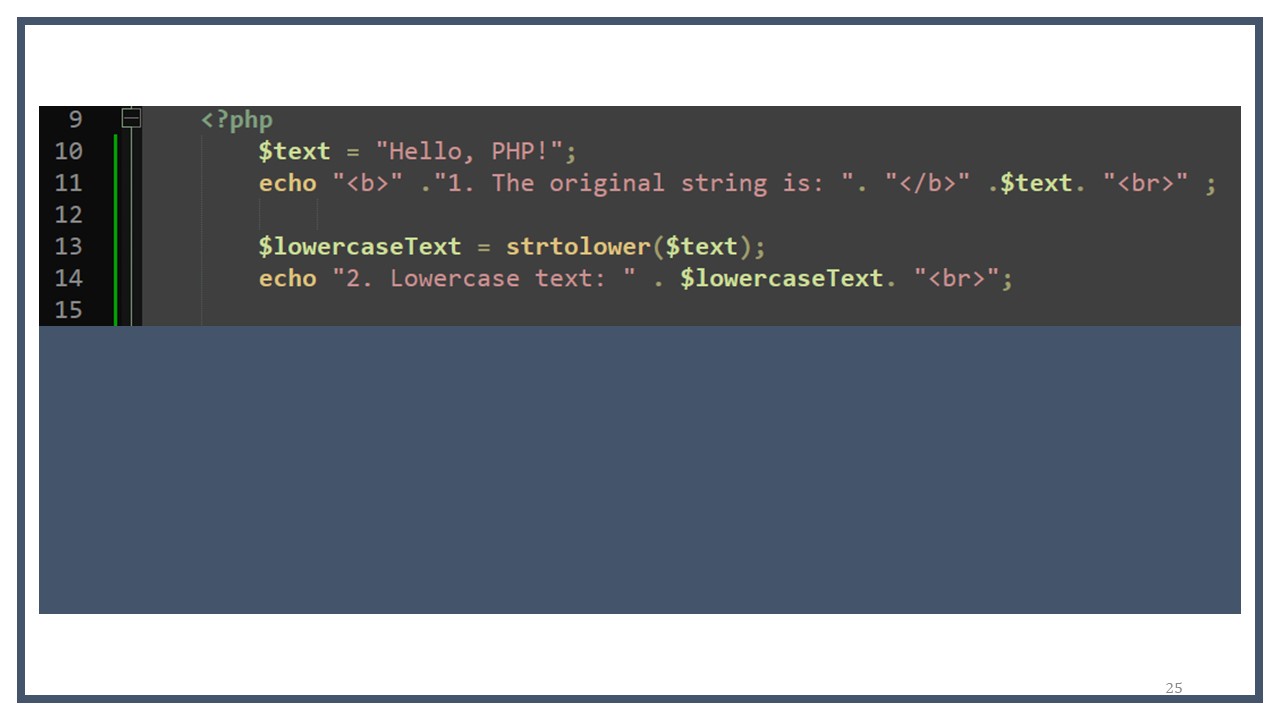 9 <?php
10 $text = "Hello, PHP!";
11 echo "<b>" ."1. The original string is: ". "</b>" .$text. "<br>" ;
12
13 $lowercaseText = strtolower($text);
14 echo "2. Lowercase text: " . $lowercaseText. "<br>";
15
25